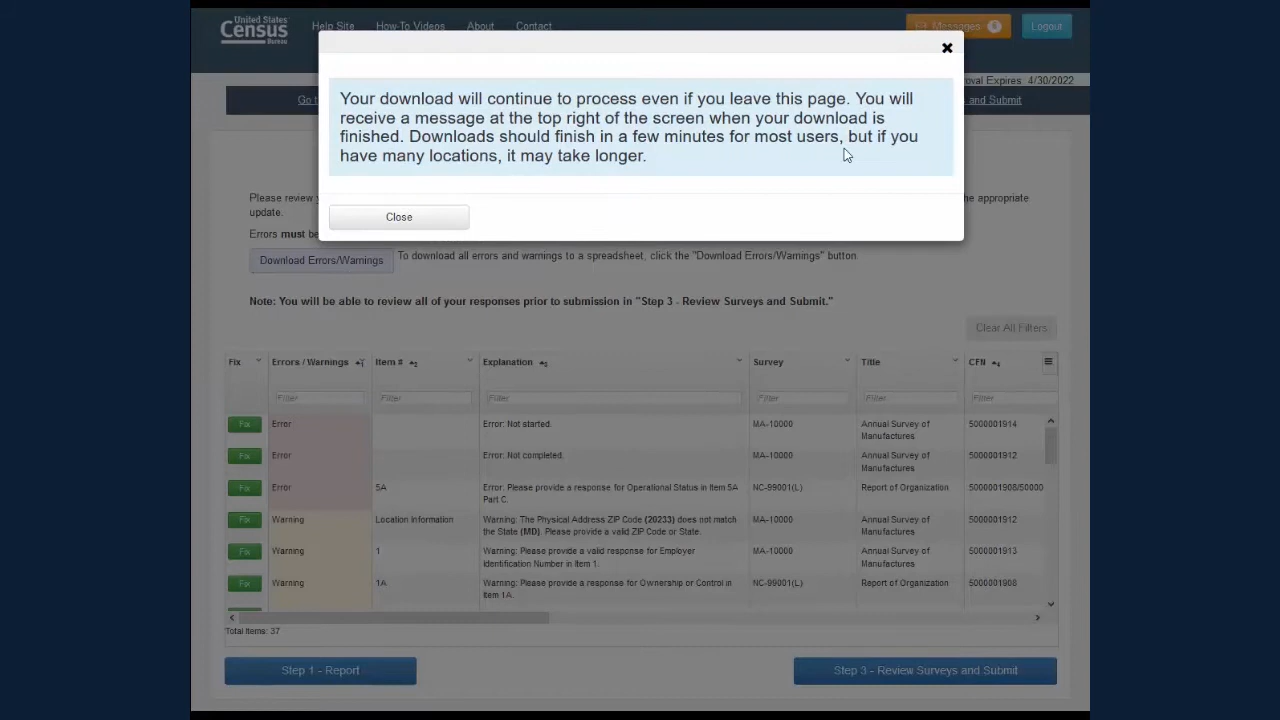 United States
Census
Bureau
Help Site How-To Videos About Contact
Messages 6 Logout
Your download will continue to process even if you leave this page. You will
receive a message at the top right of the screen when your download is
finished. Downloads should finish in a few minutes for most users, but if you
have many locations, it may take longer.
Close
Approval Expires: 4/30/2022
and Submit
Please review
the appropriate
update.
Errors must be
Download Errors/Warnings To download all errors and warnings to a spreadsheet, click the "Download Errors/Warnings" button
Note: You will be able to review all of your responses prior to submission in "Step 3 - Review Surveys and Submit."
Clear All Filters
Fix Errors / Warnings Item # Explanation Survey Title CFN
Filter Filter Filter Filter Filter Filter
Fix Error Error: Not started. MA-10000 Annual Survey of Manufactures 5000001914
Fix Error Error: Not completed. MA-10000 Annual Survey of Manufactures 5000001912
Fix Error 5A Error: Please provide a response for Operational Status in Item 5A Part C. NC-99001(L) Report of Organization 5000001908/50000
Fix Warning Location Information Warning: The Physical Address ZIP Code (20233) does not match the State (MD). Please provide a valid ZIP Code or State. MA-10000 Annual Survey of Manufactures 5000001912
Fix Warning 1 Warning: Please provide a valid response for Employer Identification Number in Item 1. MA-10000 Annual Survey of Manufactures 5000001913
Fix Warning 1A Warning: Please provide a response for Ownership or Control in Item 1A. NC-99001(L) Report of Organization 5000001908
Total Items: 37
Step 1 - Report Step 3 - Review Surveys and Submit